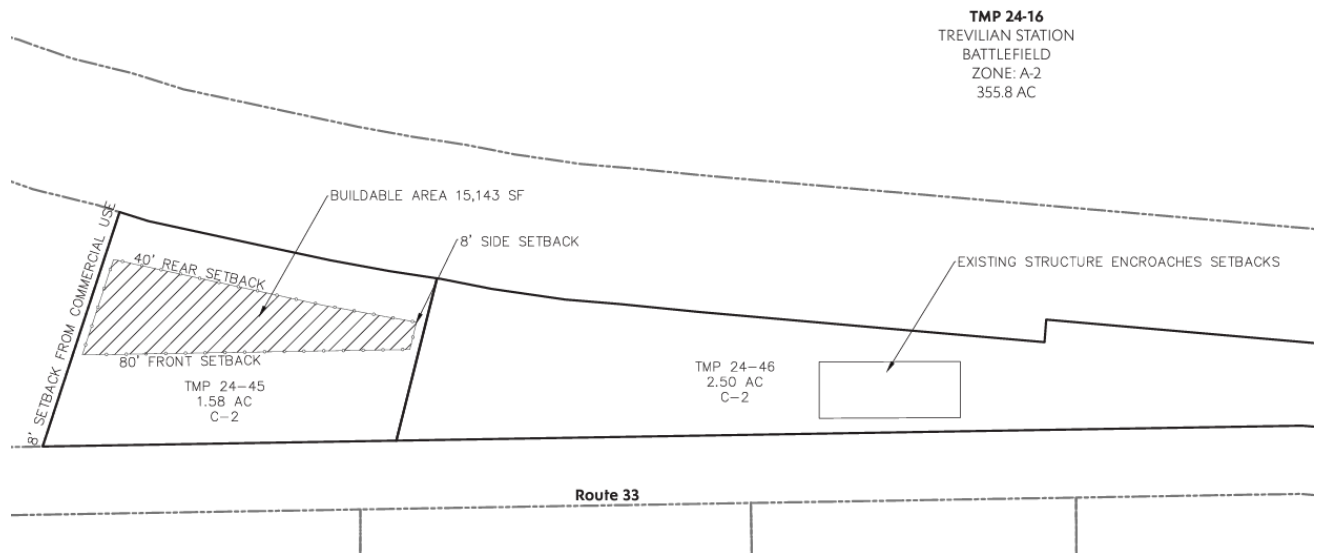 TMP 24-16
TREVILIAN STATION
BATTLEFIELD
ZONE: A-2
355.8 AC
BUILDABLE AREA 15,143 SF
8' SIDE SETBACK
EXISTING STRUCTURE ENCROACHES SETBACKS
8' SETBACK FROM COMMERCIAL USE
40' REAR SETBACK
80' FRONT SETBACK
TMP 24-45
1.58 AC
C-2
TMP 24-46
2.50 AC
C-2
Route 33